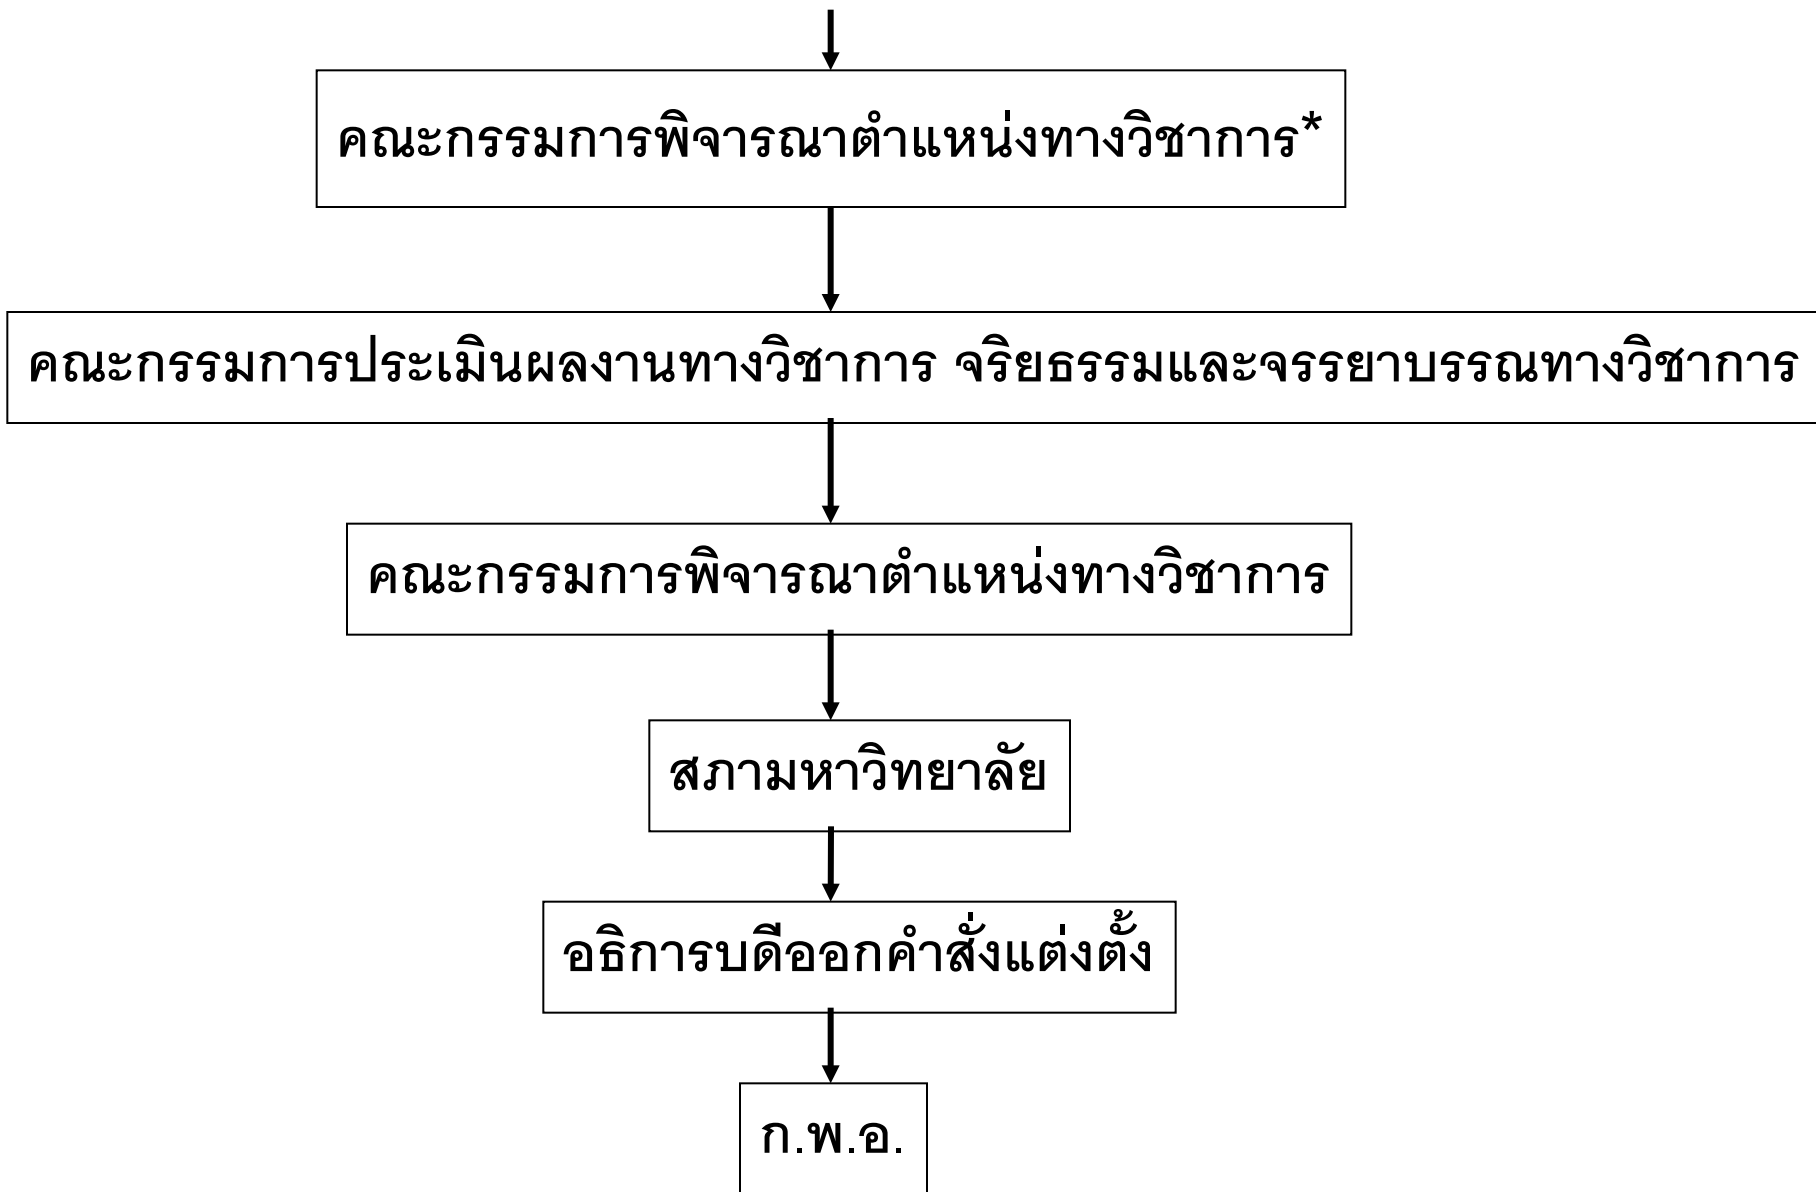 คณะกรรมการพิจารณาตำแหน่งทางวิชาการ*
คณะกรรมการประเมินผลงานทางวิชาการ จริยธรรมและจรรยาบรรณทางวิชาการ
คณะกรรมการพิจารณาตำแหน่งทางวิชาการ
สภามหาวิทยาลัย
อธิการบดีออกคำสั่งแต่งตั้ง
ก.พ.อ.